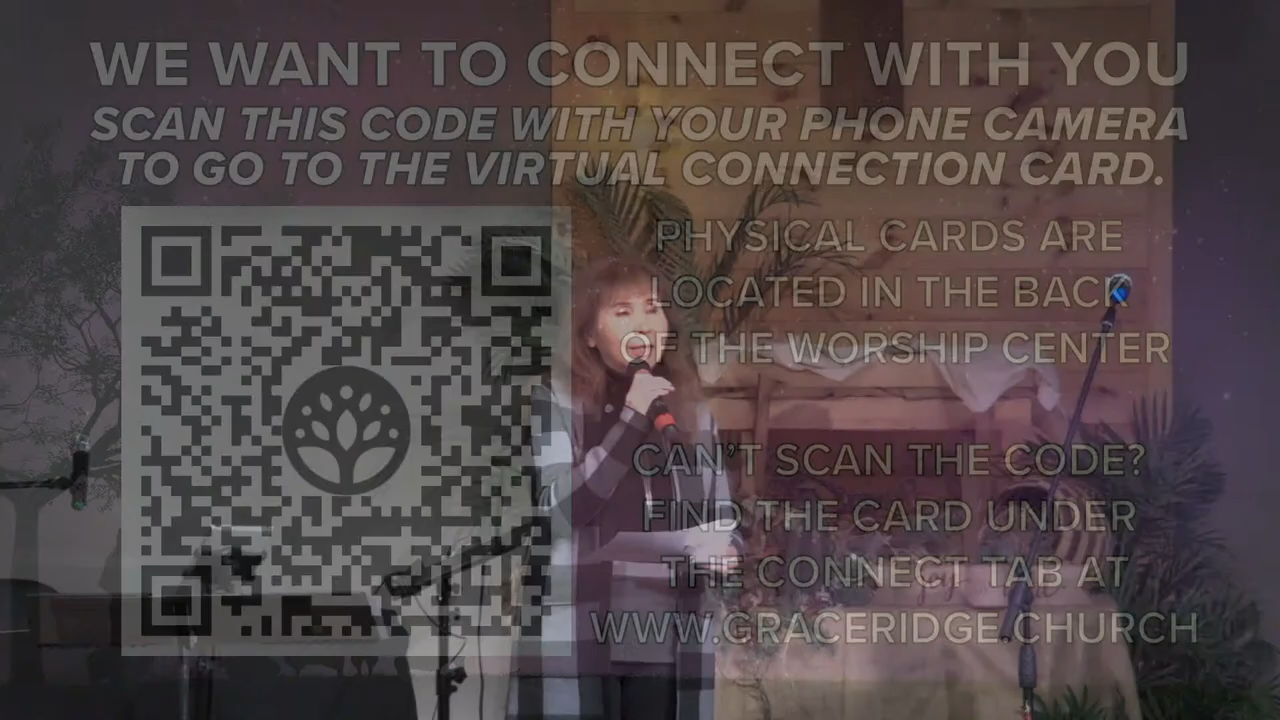 WE WANT TO CONNECT WITH YOU
SCAN THIS CODE WITH YOUR PHONE CAMERA
TO GO TO THE VIRTUAL CONNECTION CARD.
PHYSICAL CARDS ARE
LOCATED IN THE BACK
OF THE WORSHIP CENTER
CAN'T SCAN THE CODE?
FIND THE CARD UNDER
THE CONNECT TAB AT
WWW.GRACERIDGE.CHURCH